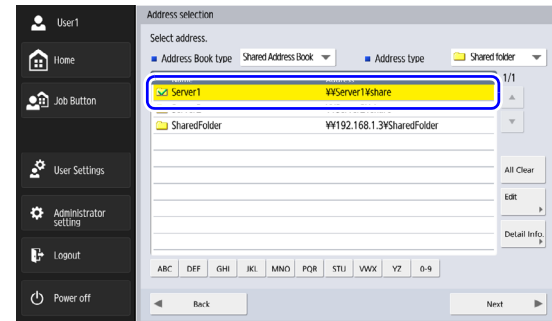 User1
Home
Job Button
User Settings
Administrator
setting
Logout
Power off
Address selection
Select address.
Address Book type
Shared Address Book
Address type
Shared folder
1/1
Server1 ¥¥Server1¥share
SharedFolder ¥¥192.168.1.3¥SharedFolder
All Clear
Edit
Detail Info.
ABC DEF GHI JKL MNO PQR STU VWX YZ 0-9
Back
Next